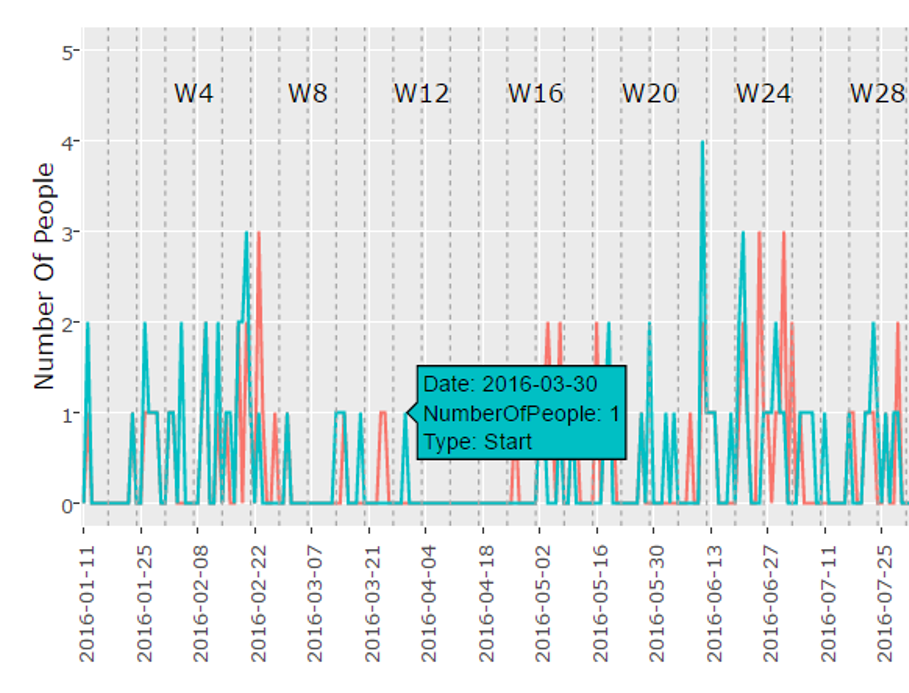 5
W4 W8 W12 W16 W20 W24 W28
4
Number Of People
3
2
Date: 2016-03-30
NumberOfPeople: 1
Type: Start
1
0
2016-01-11 2016-01-25 2016-02-08 2016-02-22 2016-03-07 2016-03-21 2016-04-04 2016-04-18 2016-05-02 2016-05-16 2016-05-30 2016-06-13 2016-06-27 2016-07-11 2016-07-25